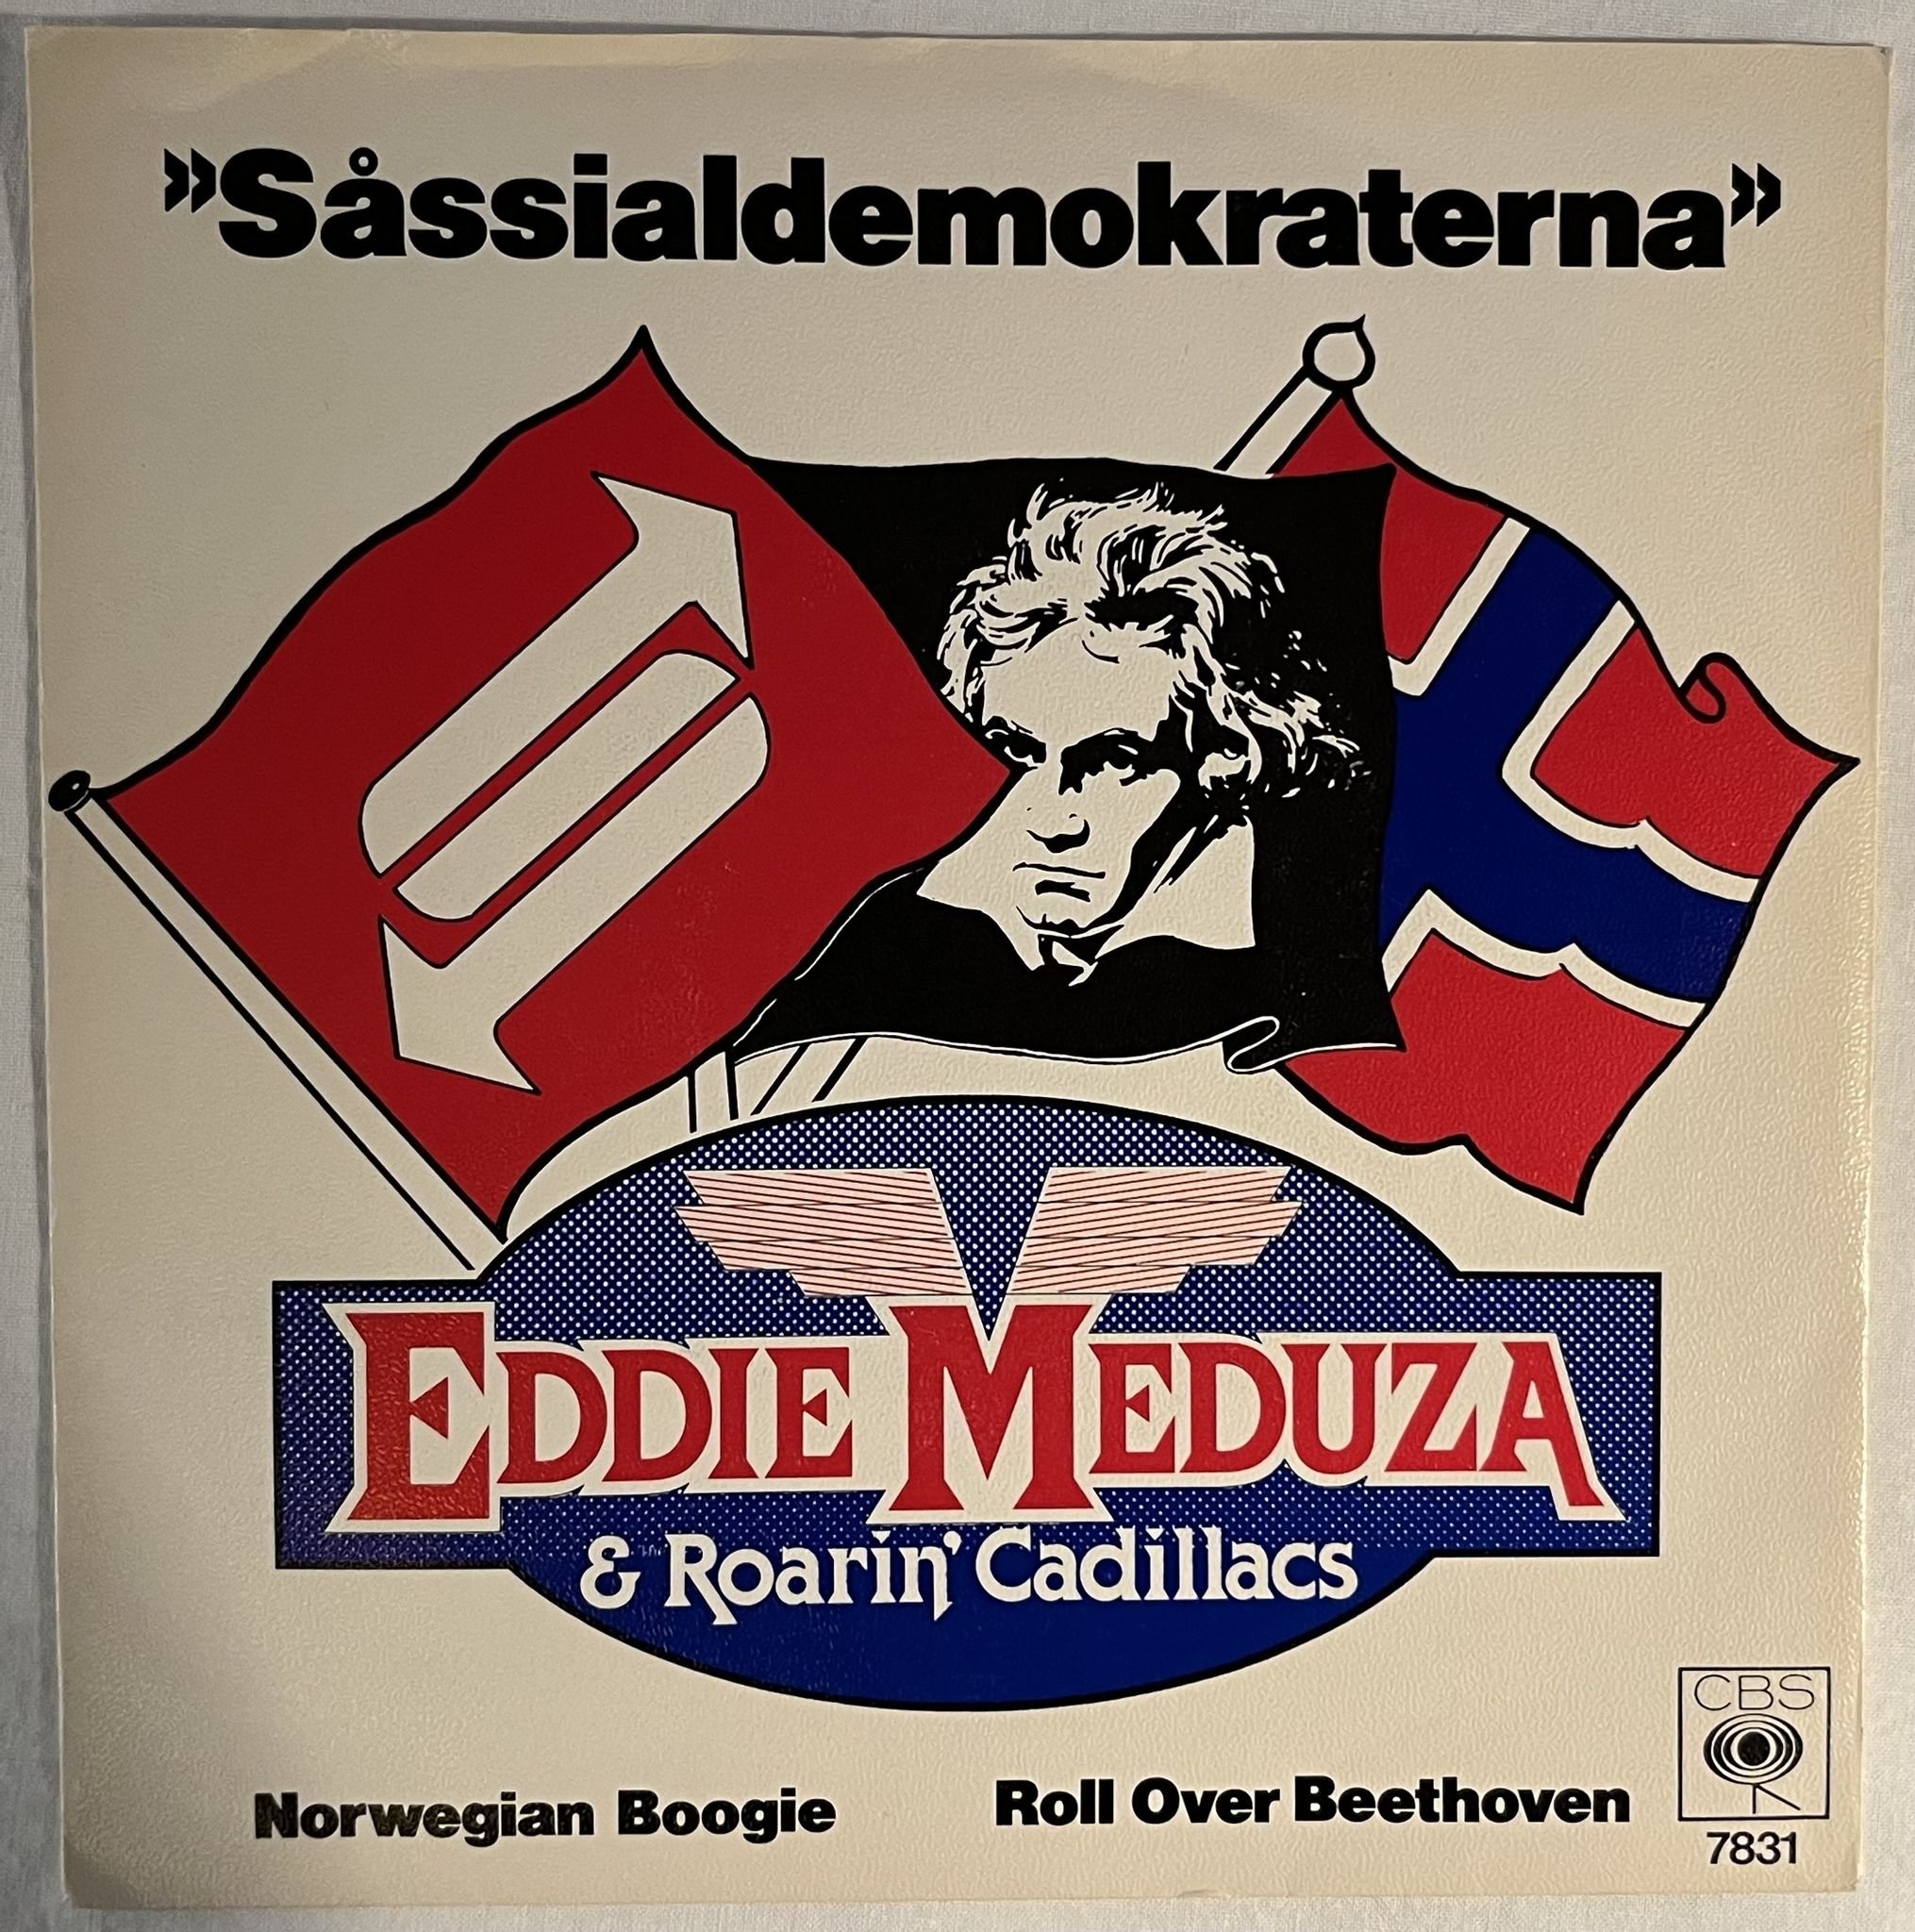 »Såssialdemokraterna»
EDDIE MEDUZA
& Roarin' Cadillacs
Norwegian Boogie
Roll Over Beethoven
CBS
7831